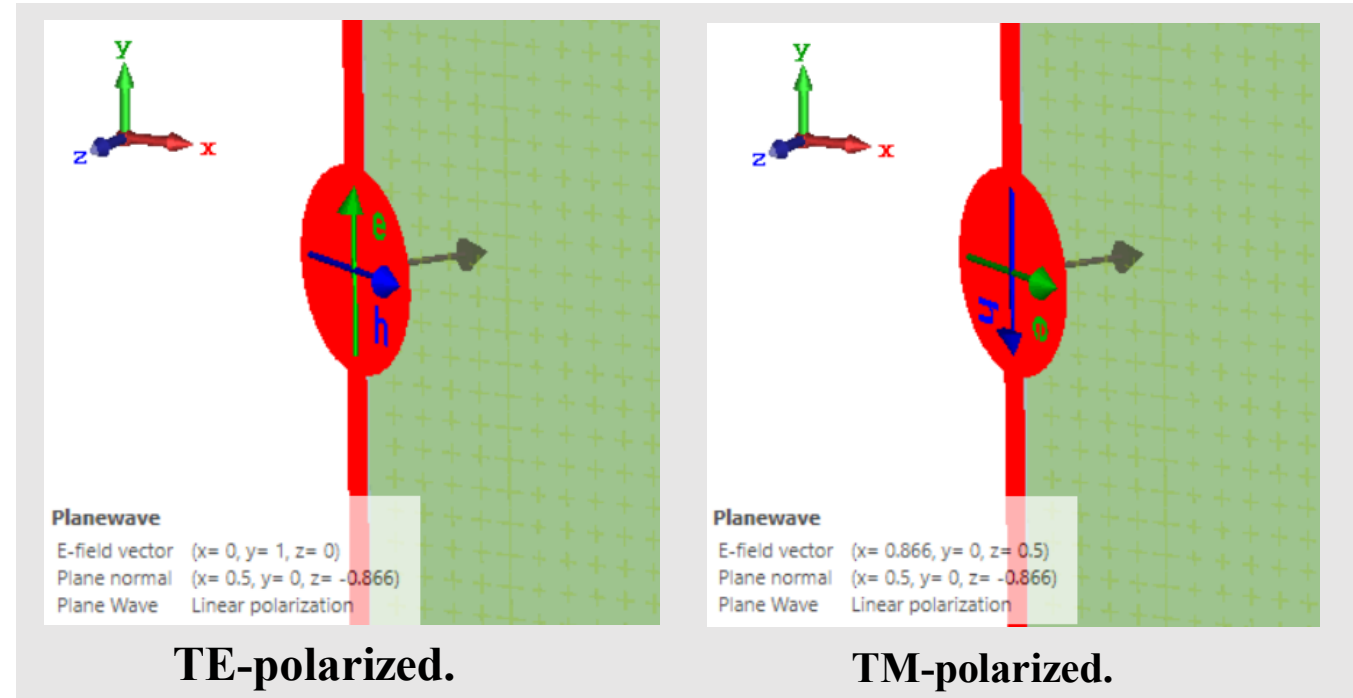 y
z
x
e
h
Planewave
E-field vector (x= 0, y= 1, z= 0)
Plane normal (x= 0.5, y= 0, z= -0.866)
Plane Wave Linear polarization
TE-polarized.
y
z
x
h
e
Planewave
E-field vector (x= 0.866, y= 0, z= 0.5)
Plane normal (x= 0.5, y= 0, z= -0.866)
Plane Wave Linear polarization
TM-polarized.